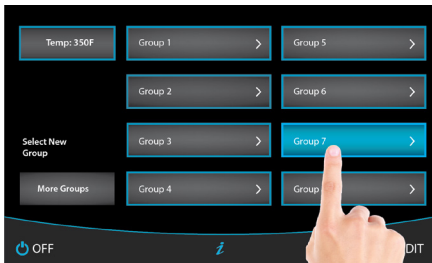 Temp: 350F
Group 1
Group 5
Group 2
Group 6
Select New
Group
Group 3
Group 7
More Groups
Group 4
Group
OFF
i
DIT